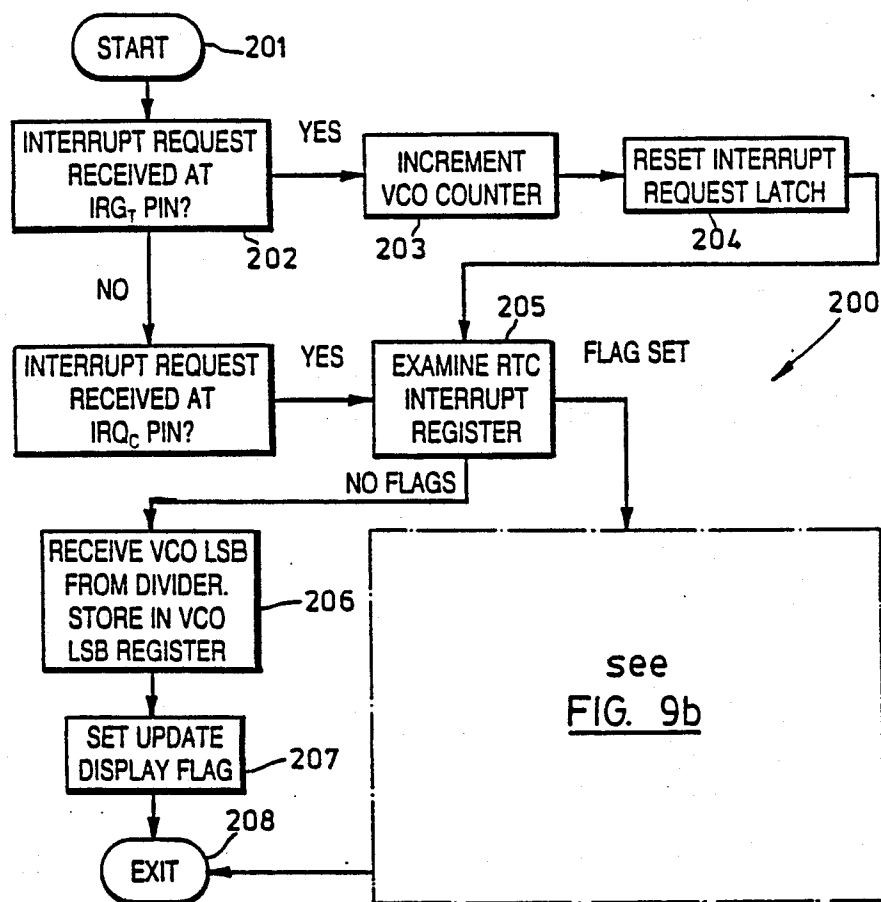 START
201
INTERRUPT REQUEST
RECEIVED AT
IRG_T PIN?
202
YES
INCREMENT
VCO COUNTER
203
RESET INTERRUPT
REQUEST LATCH
204
NO
200
INTERRUPT REQUEST
RECEIVED AT
IRQ_C PIN?
YES
205
EXAMINE RTC
INTERRUPT
REGISTER
FLAG SET
NO FLAGS
RECEIVE VCO LSB
FROM DIVIDER.
STORE IN VCO
LSB REGISTER
206
see
FIG. 9b
SET UPDATE
DISPLAY FLAG
207
EXIT
208